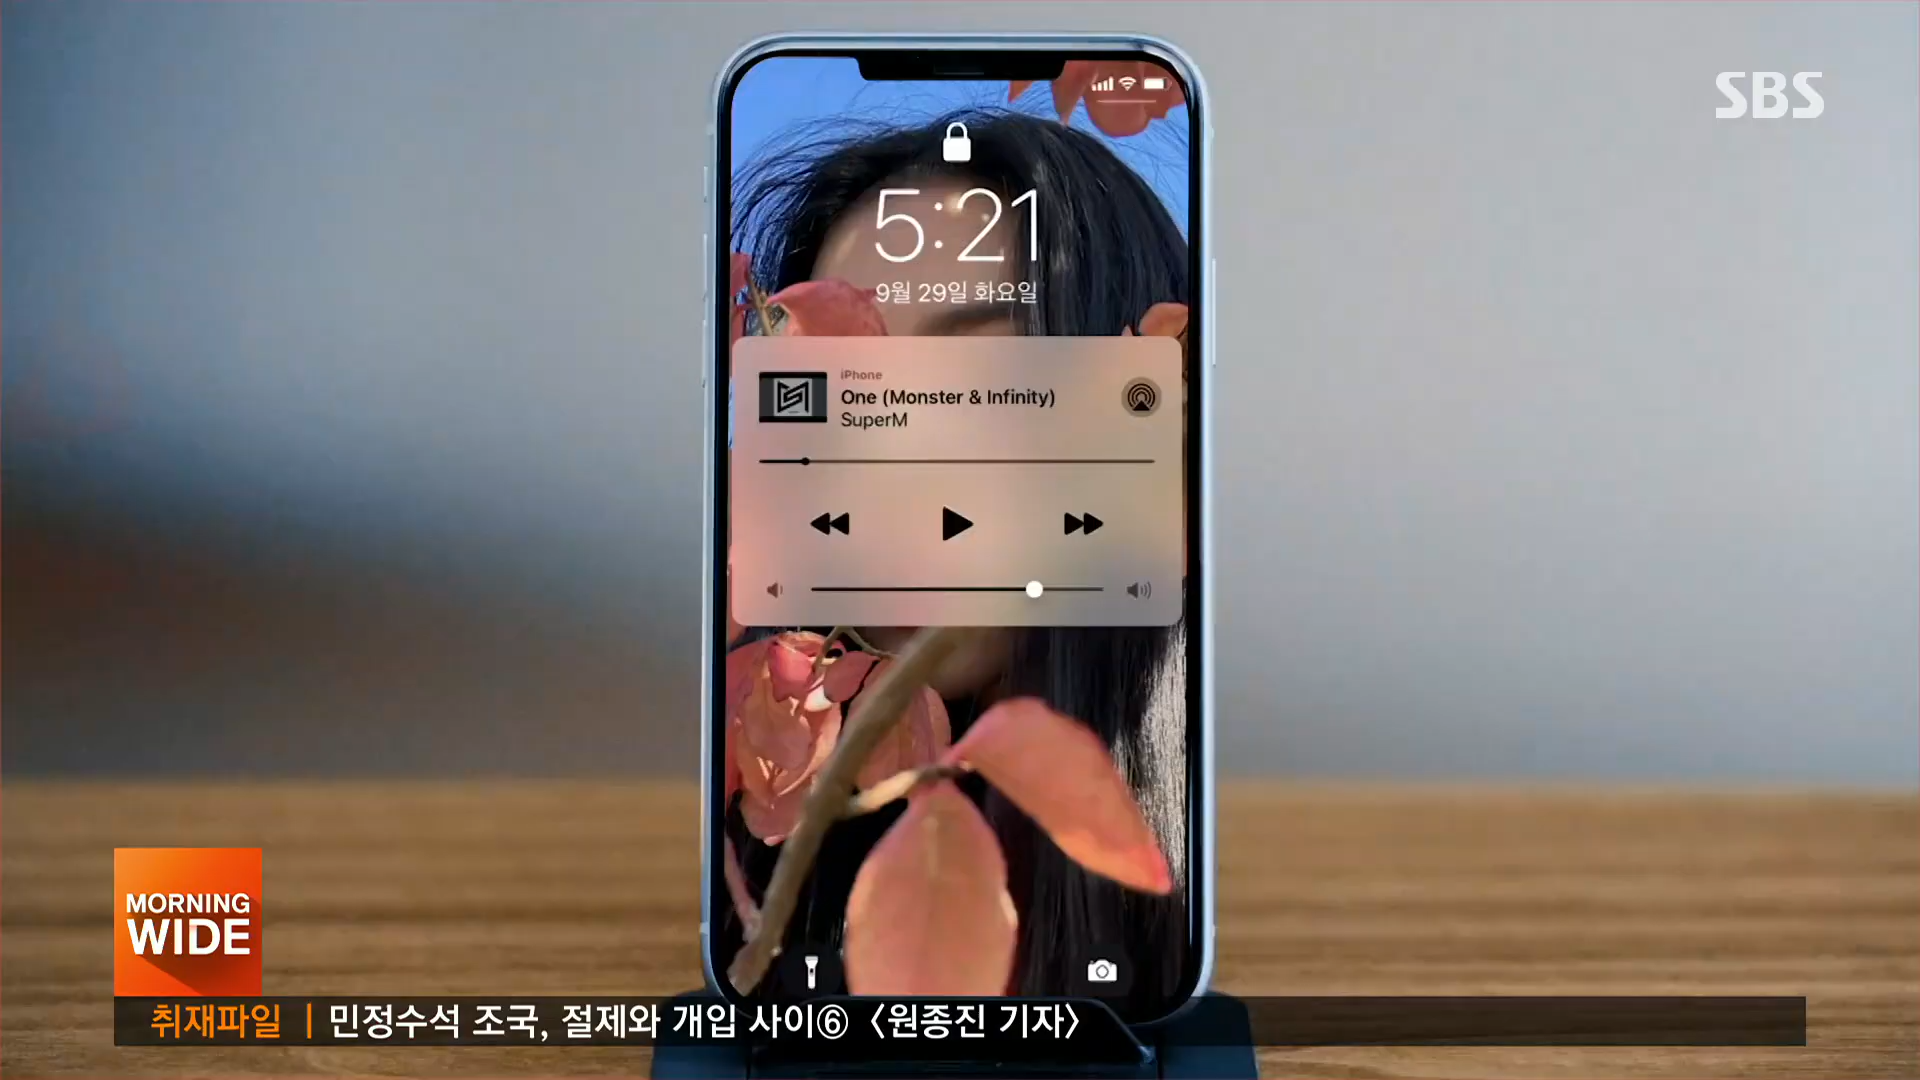 SBS
5:21
9월 29일 화요일
iPhone
One (Monster & Infinity)
SuperM
MORNING
WIDE
취재파일 | 민정수석 조국, 절제와 개입 사이⑥ 〈원종진 기자〉